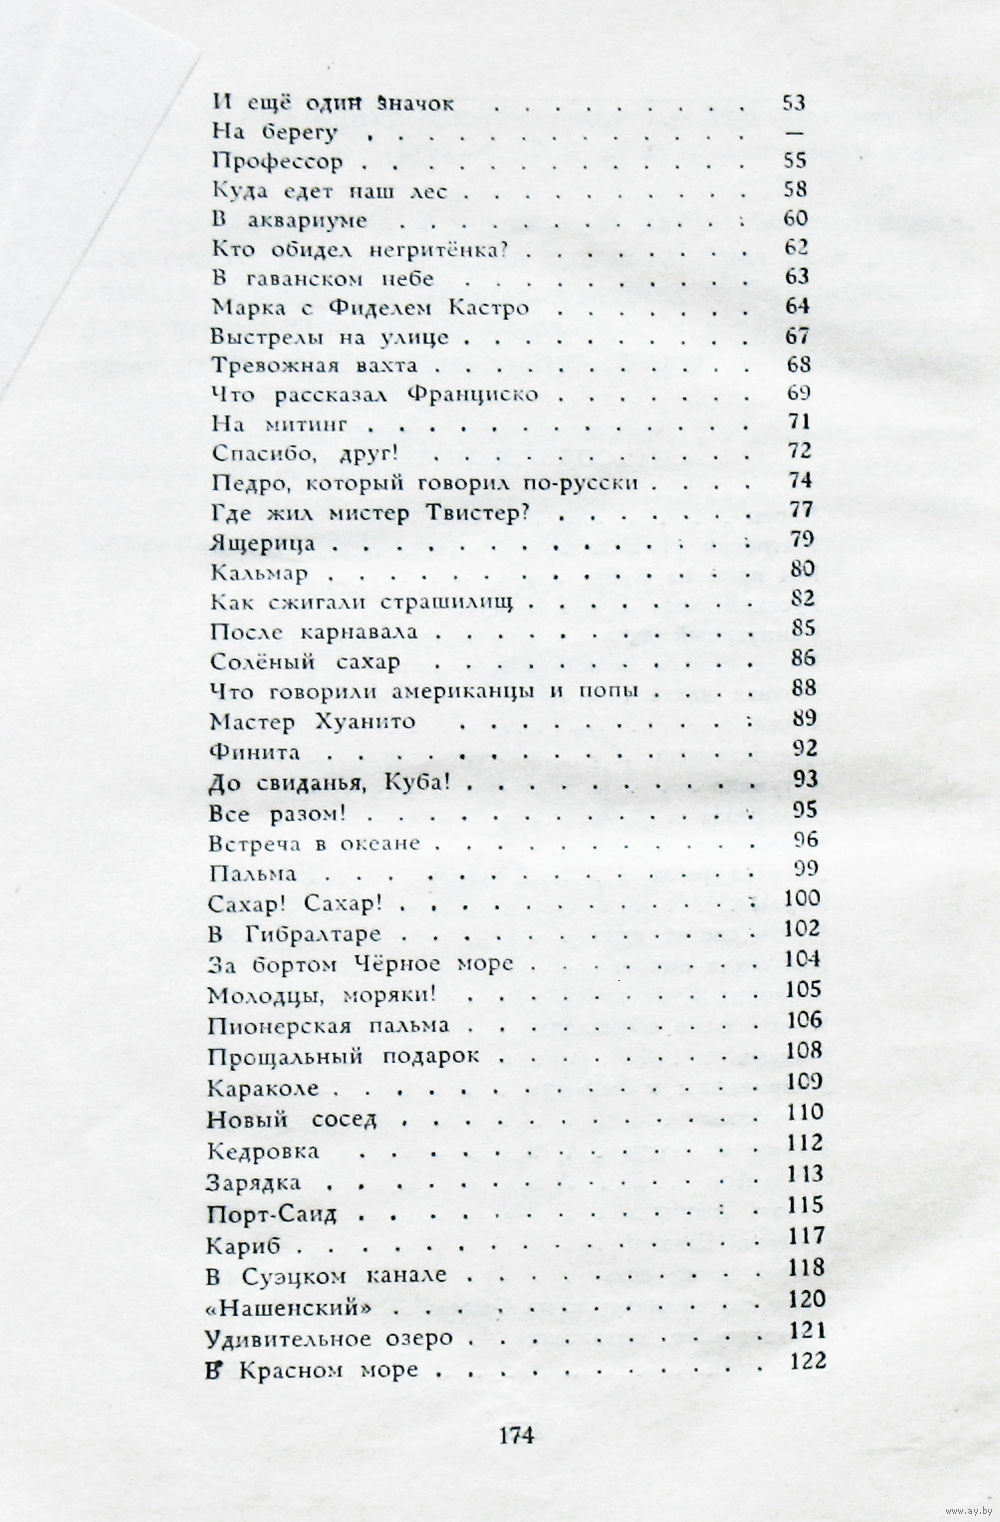 И ещё один значок . . . . . . . . . 53
На берегу . . . . . . . . . . . . —
Профессор . . . . . . . . . . . . 55
Куда едет наш лес . . . . . . . . . 58
В аквариуме . . . . . . . . . . . 60
Кто обидел негритёнка? . . . . . . . 62
В гаванском небе . . . . . . . . . 63
Марка с Фиделем Кастро . . . . . . 64
Выстрелы на улице . . . . . . . . . 67
Тревожная вахта . . . . . . . . . . 68
Что рассказал Франциско . . . . . . 69
На митинг . . . . . . . . . . . . 71
Спасибо, друг! . . . . . . . . . . 72
Педро, который говорил по-русски . . . . 74
Где жил мистер Твистер? . . . . . . 77
Ящерица . . . . . . . . . . . . . 79
Кальмар . . . . . . . . . . . . . 80
Как сжигали страшилищ . . . . . . . 82
После карнавала . . . . . . . . . . 85
Солёный сахар . . . . . . . . . . 86
Что говорили американцы и попы . . . . 88
Мастер Хуанито . . . . . . . . . . 89
Финита . . . . . . . . . . . . . 92
До свиданья, Куба! . . . . . . . . . 93
Все разом! . . . . . . . . . . . . 95
Встреча в океане . . . . . . . . . . 96
Пальма . . . . . . . . . . . . . 99
Сахар! Сахар! . . . . . . . . . . . 100
В Гибралтаре . . . . . . . . . . . 102
За бортом Чёрное море . . . . . . . 104
Молодцы, моряки! . . . . . . . . . 105
Пионерская пальма . . . . . . . . . 106
Прощальный подарок . . . . . . . . 108
Караколе . . . . . . . . . . . . . 109
Новый сосед . . . . . . . . . . . 110
Кедровка . . . . . . . . . . . . 112
Зарядка . . . . . . . . . . . . . 113
Порт-Саид . . . . . . . . . . . . 115
Кариб . . . . . . . . . . . . . . 117
В Суэцком канале . . . . . . . . . 118
«Нашенский» . . . . . . . . . . . 120
Удивительное озеро . . . . . . . . . 121
В Красном море . . . . . . . . . . 122
174
www.ay.by